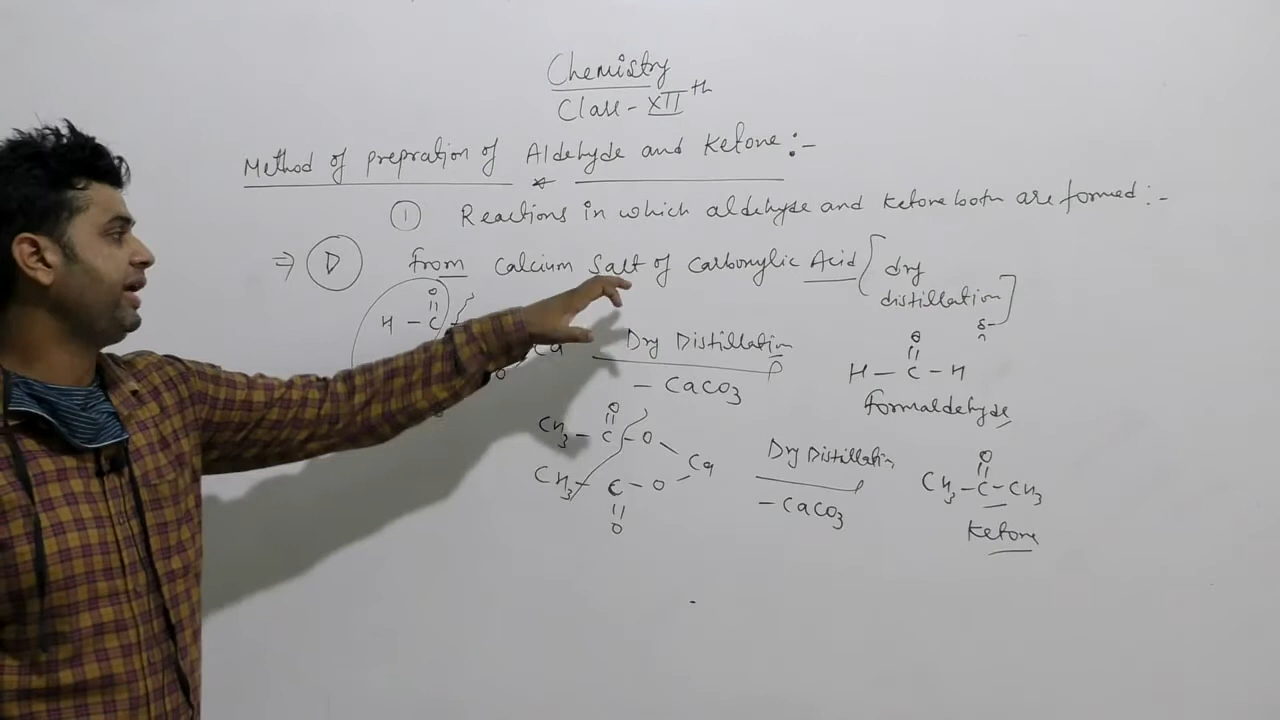 Chemistry
Class - XIIth
Method of prepration of Aldehyde and Ketone :-
① Reactions in which aldehyde and Ketone both are formed :-
⇒ D from calcium Salt of carbonylic Acid (dry
distillation)
O
H - C
Ca
Dry Distillation
- CaCO3
δ-
O
H - C - H
formaldehyde
O
CH3 - C - O
Ca
CH3 - C - O
O
Dry Distillation
- CaCO3
O
CH3 - C - CH3
Ketone